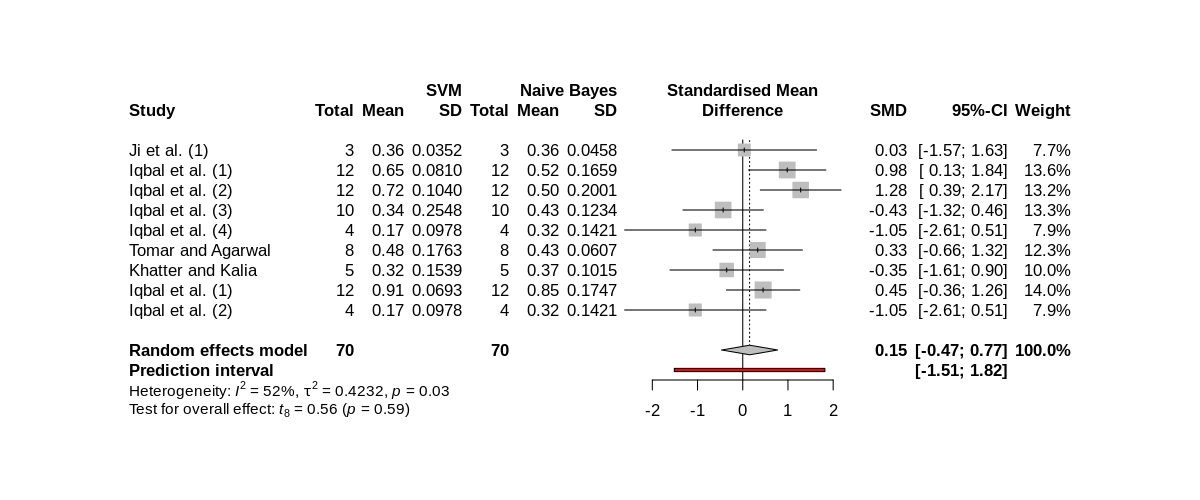 SVM Naive Bayes Standardised Mean
Study Total Mean SD Total Mean SD Difference SMD 95%-CI Weight
Ji et al. (1) 3 0.36 0.0352 3 0.36 0.0458 0.03 [-1.57; 1.63] 7.7%
Iqbal et al. (1) 12 0.65 0.0810 12 0.52 0.1659 0.98 [ 0.13; 1.84] 13.6%
Iqbal et al. (2) 12 0.72 0.1040 12 0.50 0.2001 1.28 [ 0.39; 2.17] 13.2%
Iqbal et al. (3) 10 0.34 0.2548 10 0.43 0.1234 -0.43 [-1.32; 0.46] 13.3%
Iqbal et al. (4) 4 0.17 0.0978 4 0.32 0.1421 -1.05 [-2.61; 0.51] 7.9%
Tomar and Agarwal 8 0.48 0.1763 8 0.43 0.0607 0.33 [-0.66; 1.32] 12.3%
Khatter and Kalia 5 0.32 0.1539 5 0.37 0.1015 -0.35 [-1.61; 0.90] 10.0%
Iqbal et al. (1) 12 0.91 0.0693 12 0.85 0.1747 0.45 [-0.36; 1.26] 14.0%
Iqbal et al. (2) 4 0.17 0.0978 4 0.32 0.1421 -1.05 [-2.61; 0.51] 7.9%
Random effects model 70 70 0.15 [-0.47; 0.77] 100.0%
Prediction interval [-1.51; 1.82]
Heterogeneity: I² = 52%, τ² = 0.4232, p = 0.03
Test for overall effect: t₈ = 0.56 (p = 0.59)
-2 -1 0 1 2